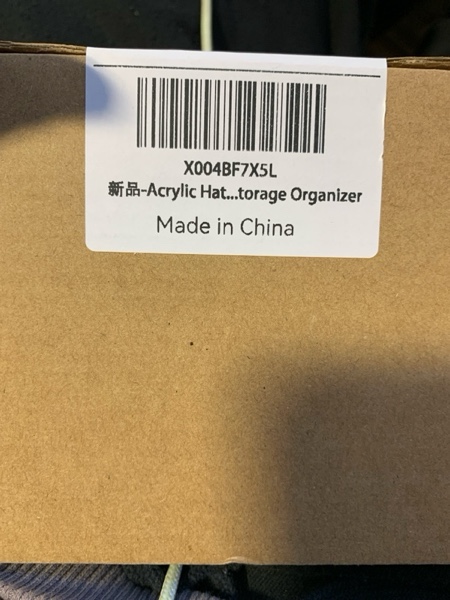 X004BF7X5L
新品-Acrylic Hat...torage Organizer
Made in China